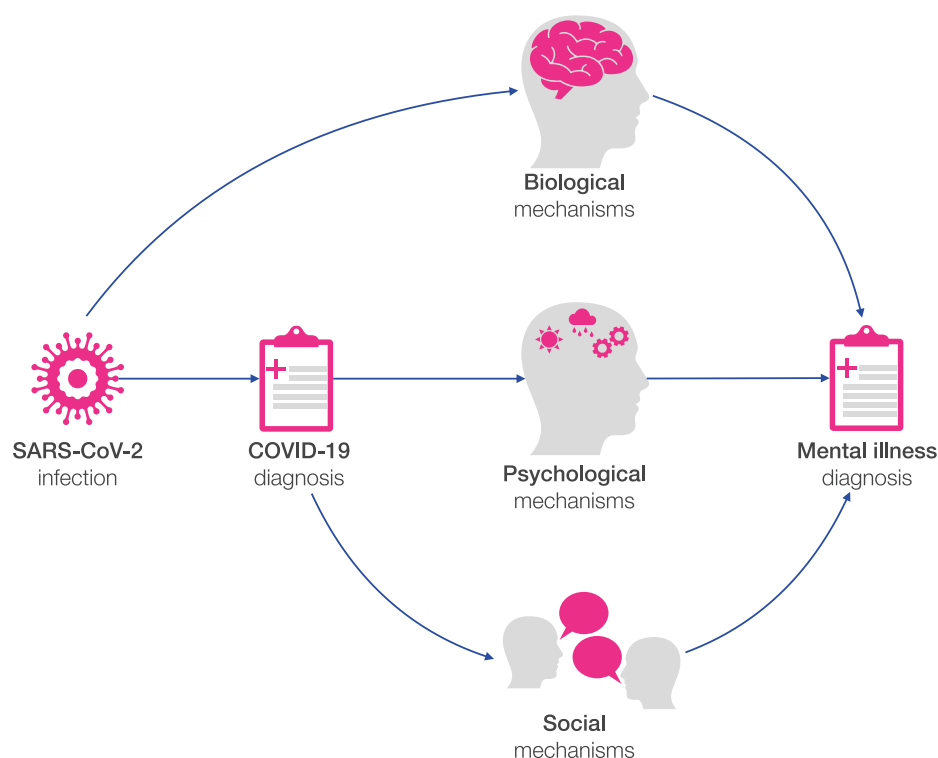 Biological
mechanisms
SARS-CoV-2
infection
COVID-19
diagnosis
Psychological
mechanisms
Mental illness
diagnosis
Social
mechanisms